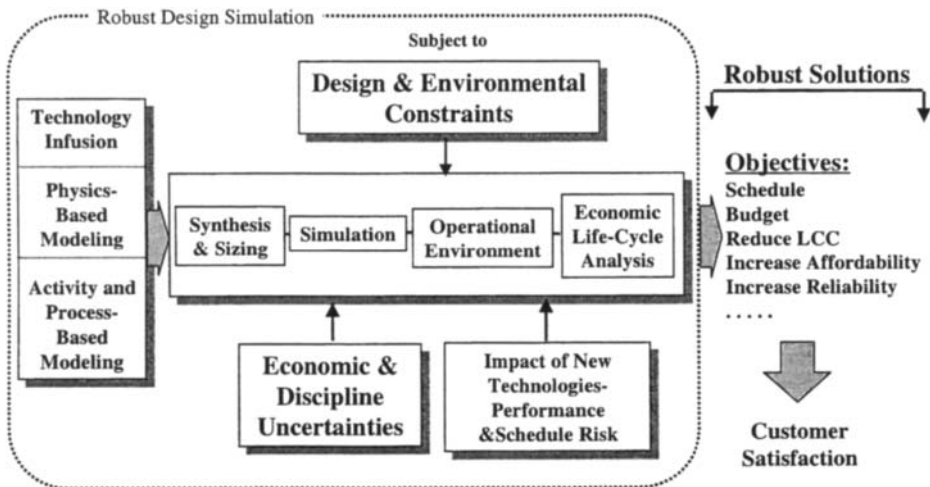 Robust Design Simulation
Subject to
Design & Environmental
Constraints
Robust Solutions
Technology
Infusion
Physics-
Based
Modeling
Activity and
Process-
Based
Modeling
Synthesis
& Sizing
Simulation
Operational
Environment
Economic
Life-Cycle
Analysis
Objectives:
Schedule
Budget
Reduce LCC
Increase Affordability
Increase Reliability
. . . . .
Economic &
Discipline
Uncertainties
Impact of New
Technologies-
Performance
&Schedule Risk
Customer
Satisfaction